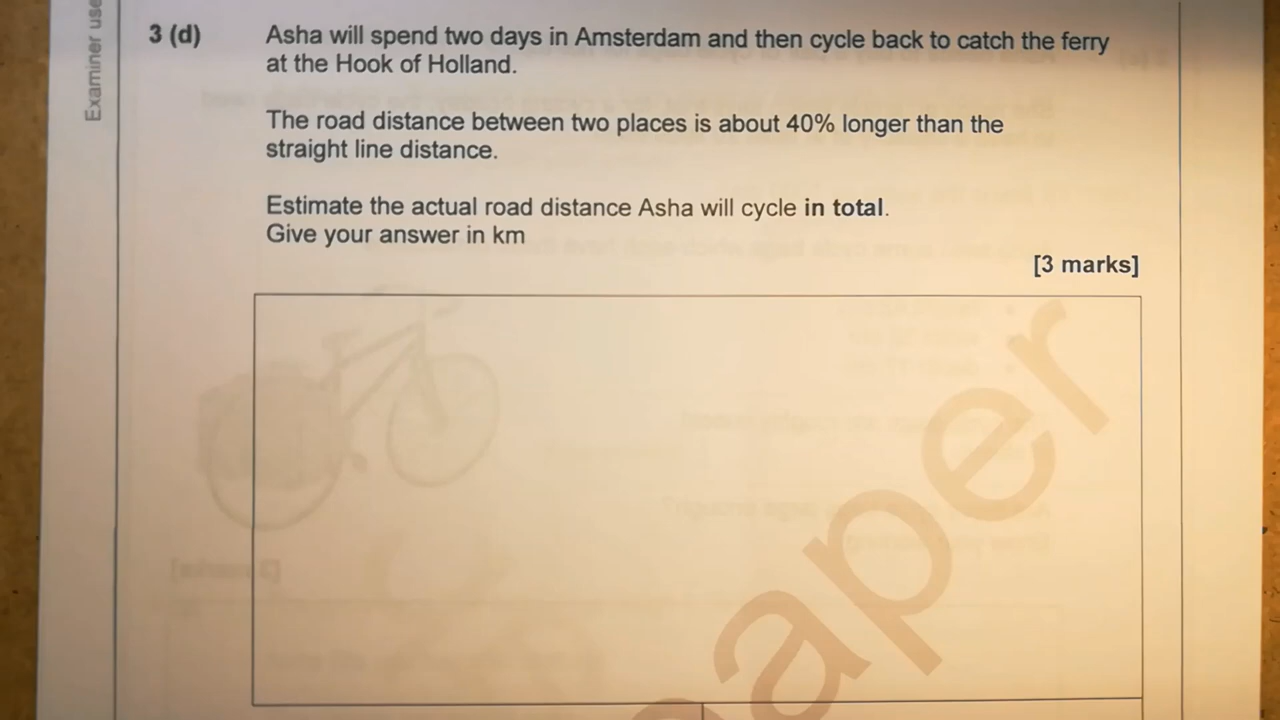 Examiner use
3 (d) Asha will spend two days in Amsterdam and then cycle back to catch the ferry
at the Hook of Holland.
The road distance between two places is about 40% longer than the
straight line distance.
Estimate the actual road distance Asha will cycle in total.
Give your answer in km
[3 marks]
aper